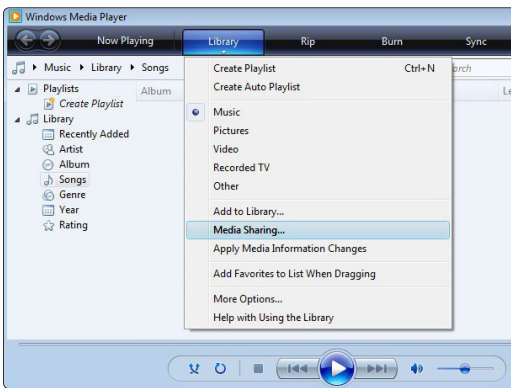 Windows Media Player
Now Playing Library Rip Burn Sync
Music Library Songs
Playlists
Create Playlist
Library
Recently Added
Artist
Album
Songs
Genre
Year
Rating
Album
Create Playlist Ctrl+N
Create Auto Playlist
Music
Pictures
Video
Recorded TV
Other
Add to Library...
Media Sharing...
Apply Media Information Changes
Add Favorites to List When Dragging
More Options...
Help with Using the Library